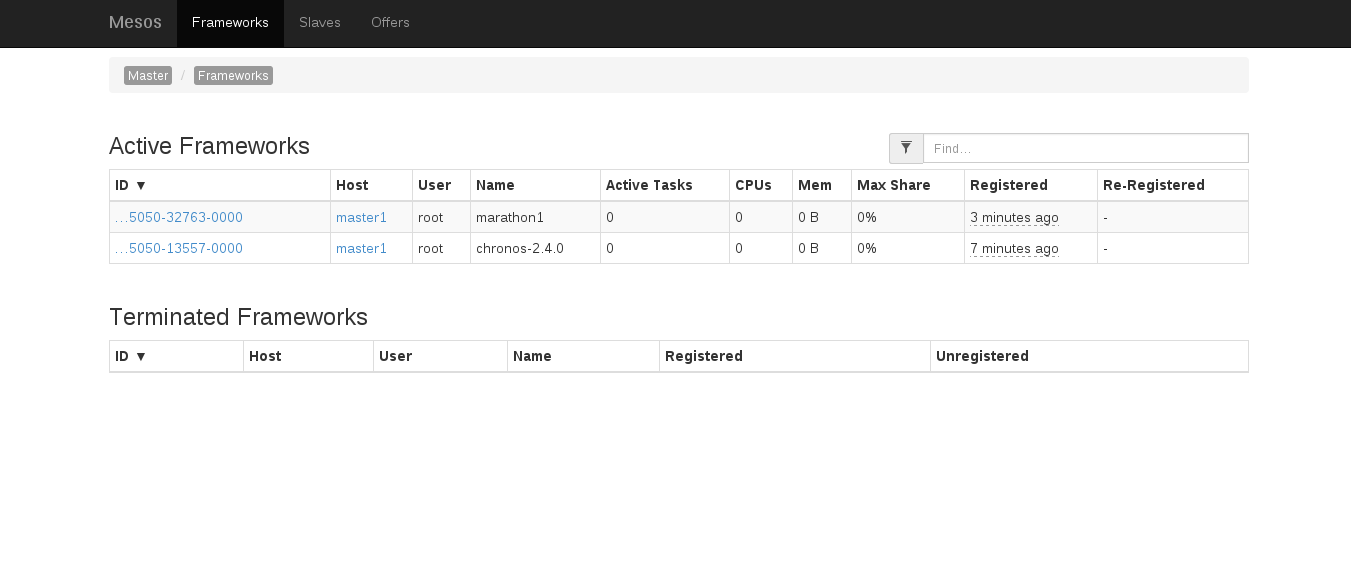 Mesos Frameworks Slaves Offers
Master / Frameworks
Active Frameworks
Find...
ID ▼ Host User Name Active Tasks CPUs Mem Max Share Registered Re-Registered
...5050-32763-0000 master1 root marathon1 0 0 0 B 0% 3 minutes ago -
...5050-13557-0000 master1 root chronos-2.4.0 0 0 0 B 0% 7 minutes ago -
Terminated Frameworks
ID ▼ Host User Name Registered Unregistered